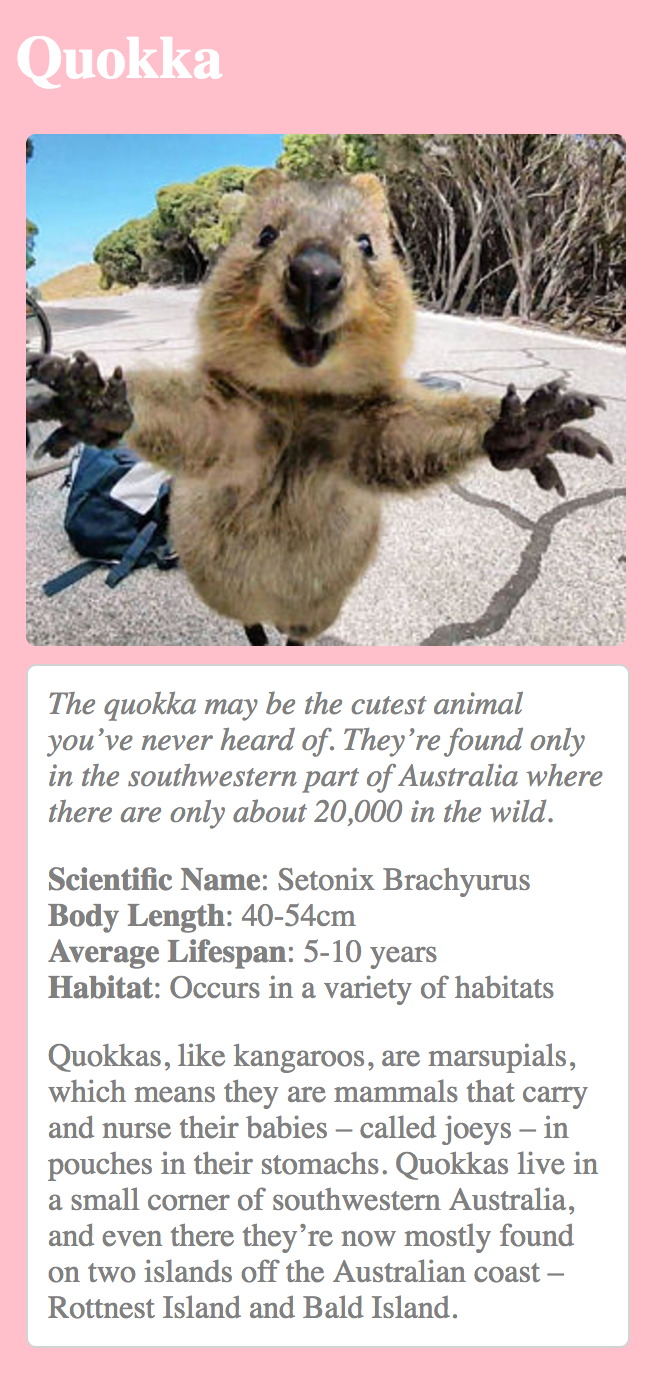 Quokka
The quokka may be the cutest animal
you’ve never heard of. They’re found only
in the southwestern part of Australia where
there are only about 20,000 in the wild.
Scientific Name: Setonix Brachyurus
Body Length: 40-54cm
Average Lifespan: 5-10 years
Habitat: Occurs in a variety of habitats
Quokkas, like kangaroos, are marsupials,
which means they are mammals that carry
and nurse their babies – called joeys – in
pouches in their stomachs. Quokkas live in
a small corner of southwestern Australia,
and even there they’re now mostly found
on two islands off the Australian coast –
Rottnest Island and Bald Island.